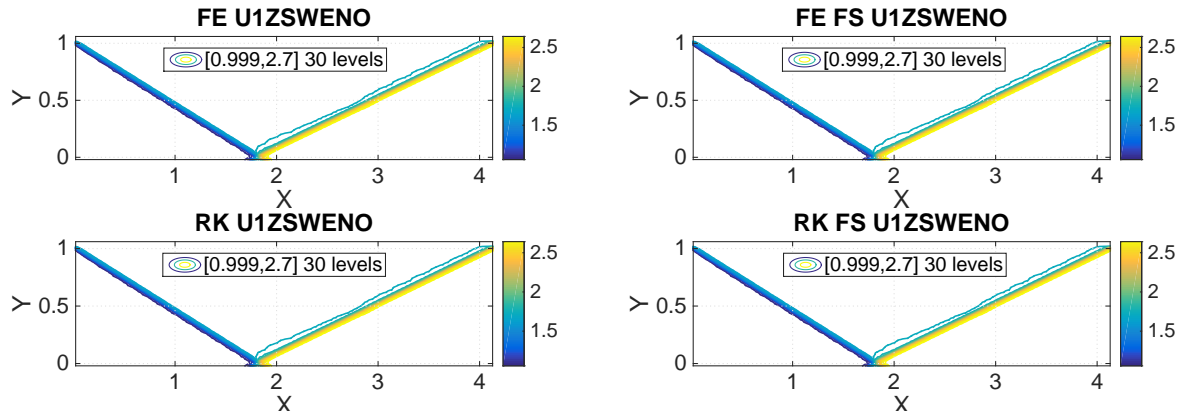 FE U1ZSWENO
[0.999,2.7] 30 levels
Y
1
0.5
0
1 2 3 4
X
2.5
2
1.5
FE FS U1ZSWENO
[0.999,2.7] 30 levels
Y
1
0.5
0
1 2 3 4
X
2.5
2
1.5
RK U1ZSWENO
[0.999,2.7] 30 levels
Y
1
0.5
0
1 2 3 4
X
2.5
2
1.5
RK FS U1ZSWENO
[0.999,2.7] 30 levels
Y
1
0.5
0
1 2 3 4
X
2.5
2
1.5